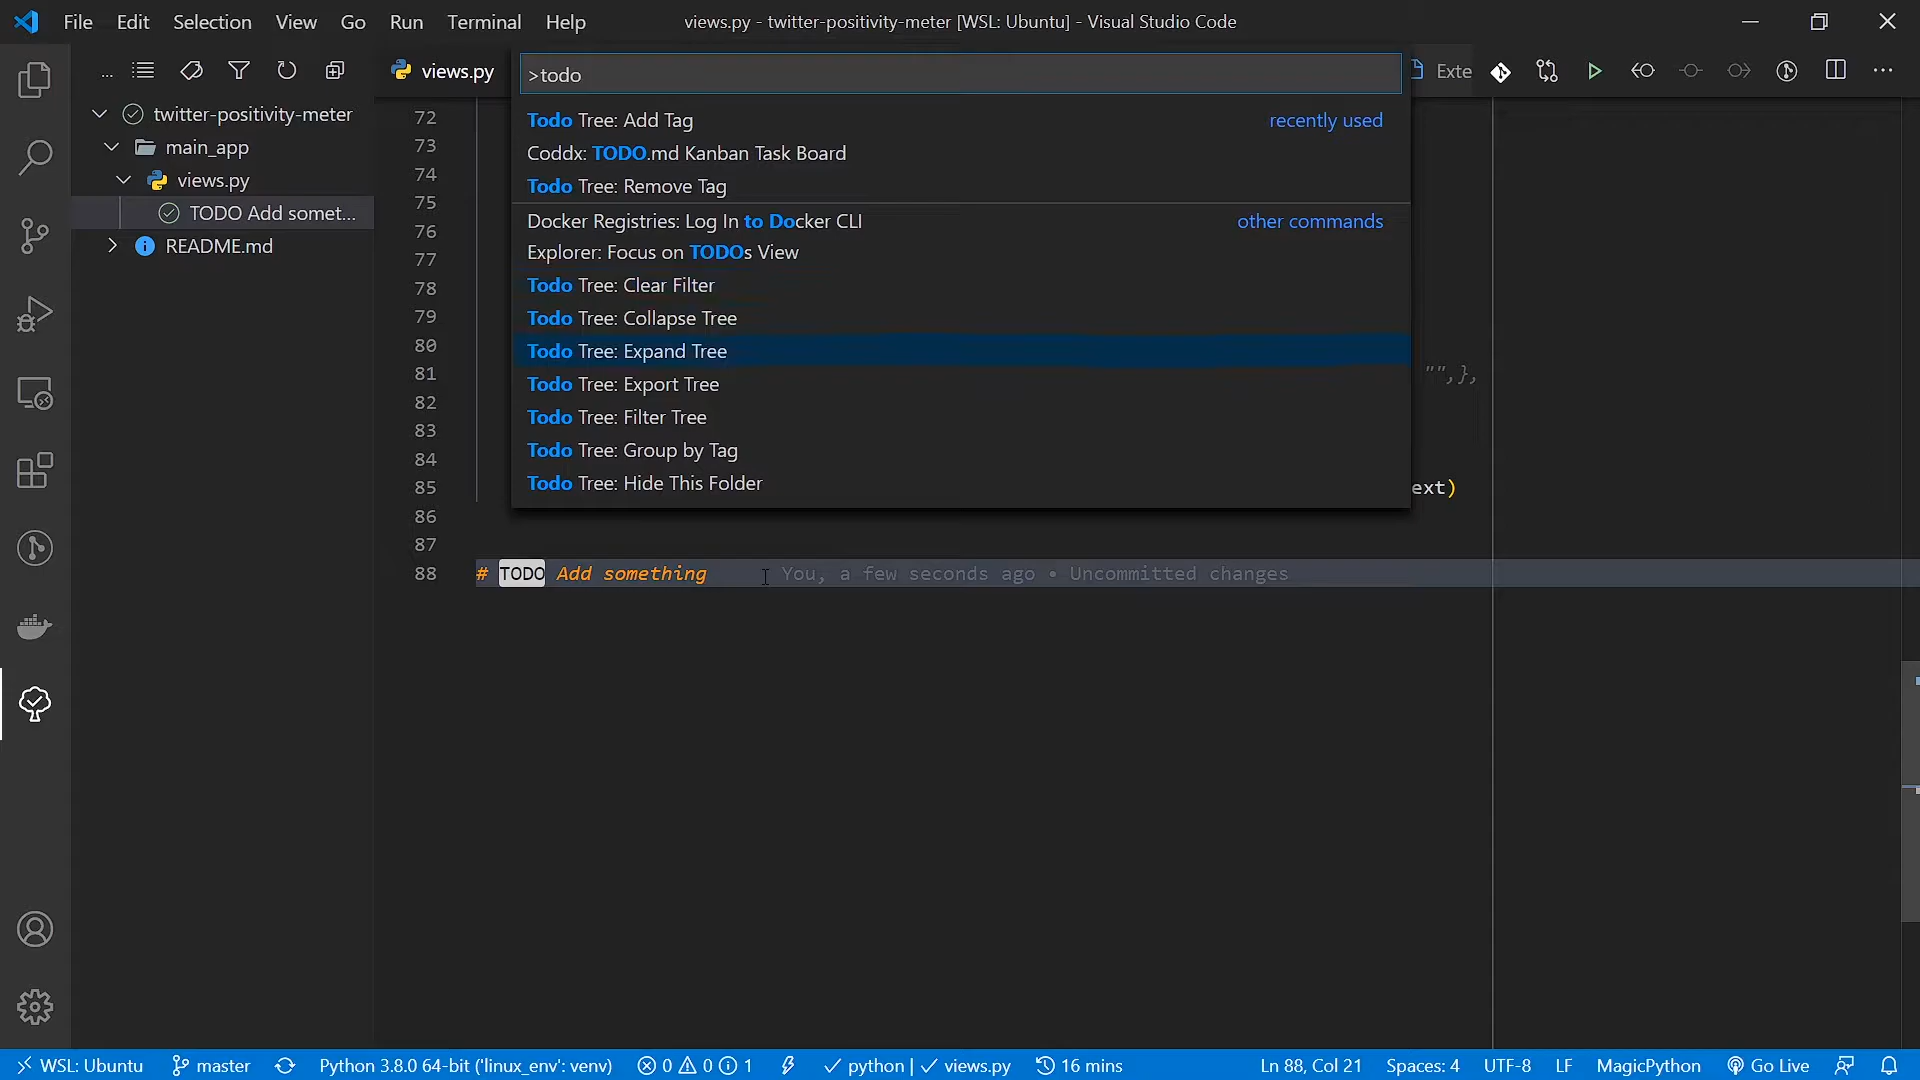 File Edit Selection View Go Run Terminal Help
views.py - twitter-positivity-meter [WSL: Ubuntu] - Visual Studio Code
views.py
>todo
Exte
Todo Tree: Add Tag recently used
Coddx: TODO.md Kanban Task Board
Todo Tree: Remove Tag
Docker Registries: Log In to Docker CLI other commands
Explorer: Focus on TODOs View
Todo Tree: Clear Filter
Todo Tree: Collapse Tree
Todo Tree: Expand Tree
Todo Tree: Export Tree
Todo Tree: Filter Tree
Todo Tree: Group by Tag
Todo Tree: Hide This Folder
twitter-positivity-meter
main_app
views.py
TODO Add somet...
README.md
72
73
74
75
76
77
78
79
80
81 "",},
82
83
84
85 ext)
86
87
88 # TODO Add something You, a few seconds ago • Uncommitted changes
WSL: Ubuntu master Python 3.8.0 64-bit ('linux_env': venv) 0 0 1 python | views.py 16 mins Ln 88, Col 21 Spaces: 4 UTF-8 LF MagicPython Go Live